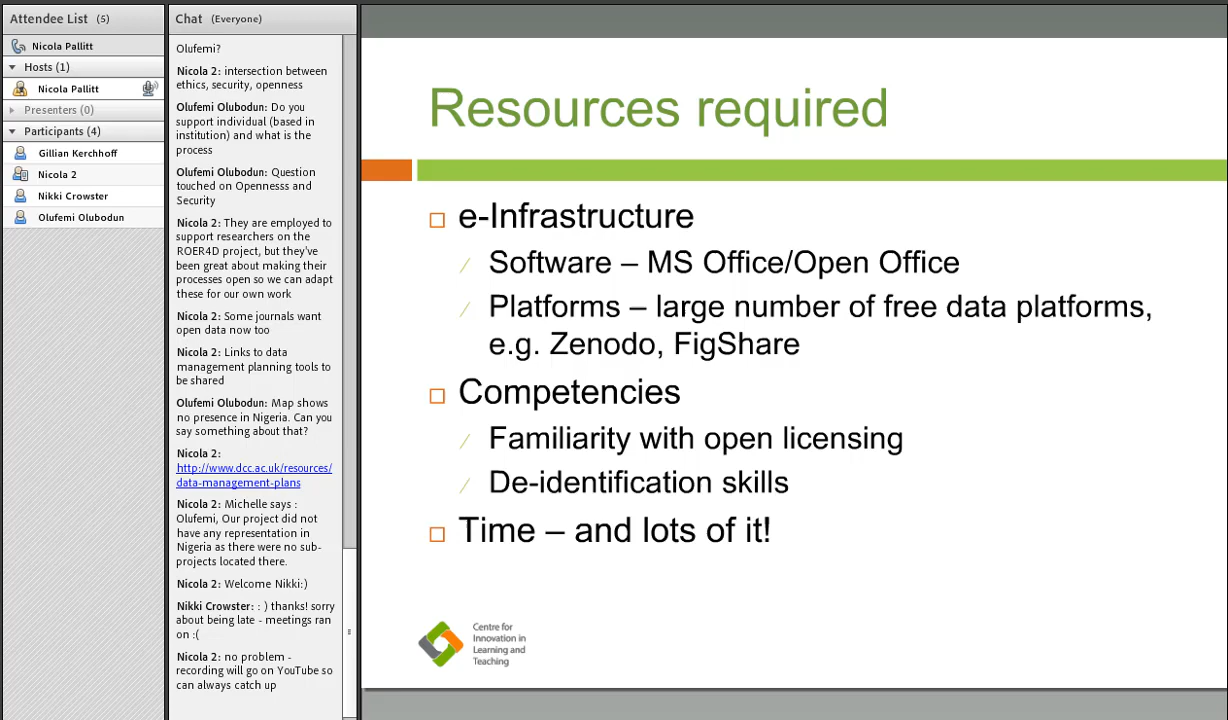 Attendee List (5)
Nicola Pallitt
Hosts (1)
Nicola Pallitt
Presenters (0)
Participants (4)
Gillian Kerchhoff
Nicola 2
Nikki Crowster
Olufemi Olubodun
Chat (Everyone)
Olufemi?
Nicola 2: intersection between
ethics, security, openness
Olufemi Olubodun: Do you
support individual (based in
institution) and what is the
process
Olufemi Olubodun: Question
touched on Opennesss and
Security
Nicola 2: They are employed to
support researchers on the
ROER4D project, but they've
been great about making their
processes open so we can adapt
these for our own work
Nicola 2: Some journals want
open data now too
Nicola 2: Links to data
management planning tools to
be shared
Olufemi Olubodun: Map shows
no presence in Nigeria. Can you
say something about that?
Nicola 2:
http://www.dcc.ac.uk/resources/
data-management-plans
Nicola 2: Michelle says :
Olufemi, Our project did not
have any representation in
Nigeria as there were no sub-
projects located there.
Nicola 2: Welcome Nikki:)
Nikki Crowster: : ) thanks! sorry
about being late - meetings ran
on :(
Nicola 2: no problem -
recording will go on YouTube so
can always catch up
Resources required
e-Infrastructure
Software – MS Office/Open Office
Platforms – large number of free data platforms,
e.g. Zenodo, FigShare
Competencies
Familiarity with open licensing
De-identification skills
Time – and lots of it!
Centre for
Innovation in
Learning and
Teaching